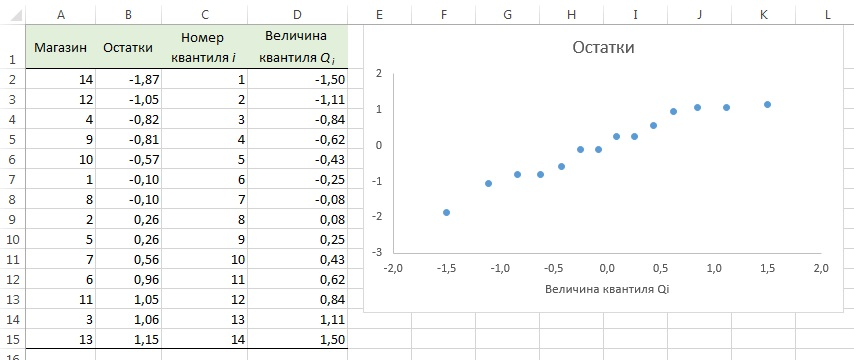 A B C D E F G H I J K L
1 Магазин Остатки Номер квантиля i Величина квантиля Qi
2 14 -1,87 1 -1,50
3 12 -1,05 2 -1,11
4 4 -0,82 3 -0,84
5 9 -0,81 4 -0,62
6 10 -0,57 5 -0,43
7 1 -0,10 6 -0,25
8 8 -0,10 7 -0,08
9 2 0,26 8 0,08
10 5 0,26 9 0,25
11 7 0,56 10 0,43
12 6 0,96 11 0,62
13 11 1,05 12 0,84
14 3 1,06 13 1,11
15 13 1,15 14 1,50
16
Остатки
2
1
0
-1
-2
-3
-2,0 -1,5 -1,0 -0,5 0,0 0,5 1,0 1,5 2,0
Величина квантиля Qi